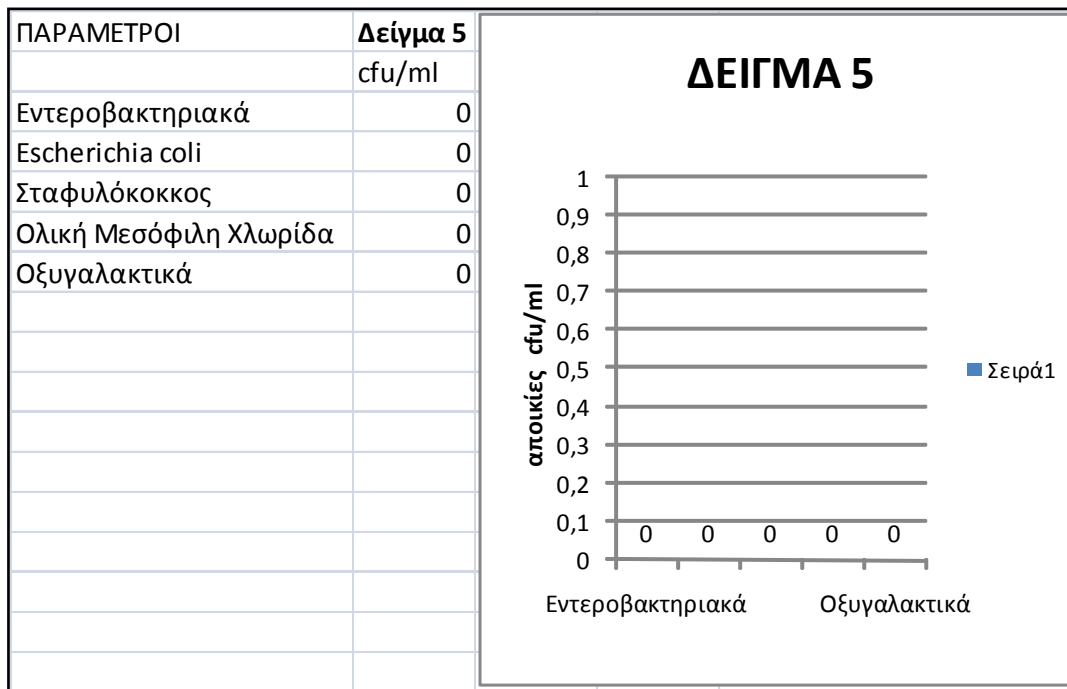 ΠΑΡΑΜΕΤΡΟΙ Δείγμα 5
cfu/ml
Εντεροβακτηριακά 0
Escherichia coli 0
Σταφυλόκοκκος 0
Ολική Μεσόφιλη Χλωρίδα 0
Οξυγαλακτικά 0
ΔΕΙΓΜΑ 5
αποικίες cfu/ml
1
0,9
0,8
0,7
0,6
0,5
0,4
0,3
0,2
0,1
0
0 0 0 0 0
Εντεροβακτηριακά Οξυγαλακτικά
Σειρά1